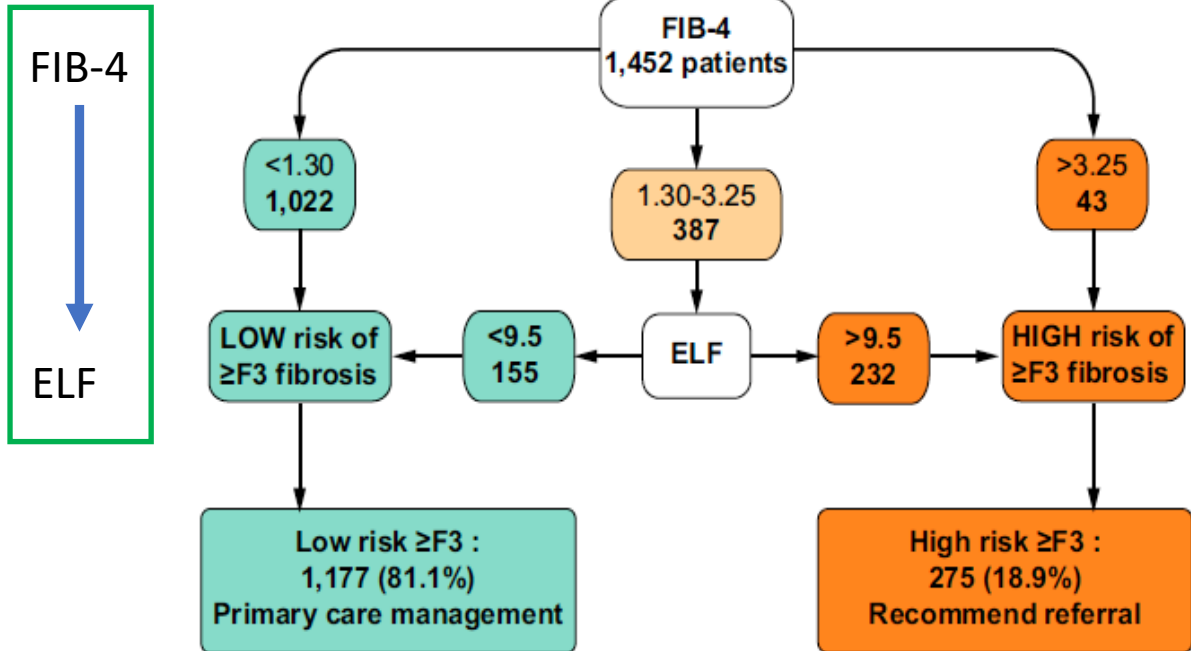 FIB-4
ELF
FIB-4
1,452 patients
<1.30
1,022
1.30-3.25
387
>3.25
43
LOW risk of
≥F3 fibrosis
<9.5
155
ELF
>9.5
232
HIGH risk of
≥F3 fibrosis
Low risk ≥F3 :
1,177 (81.1%)
Primary care management
High risk ≥F3 :
275 (18.9%)
Recommend referral